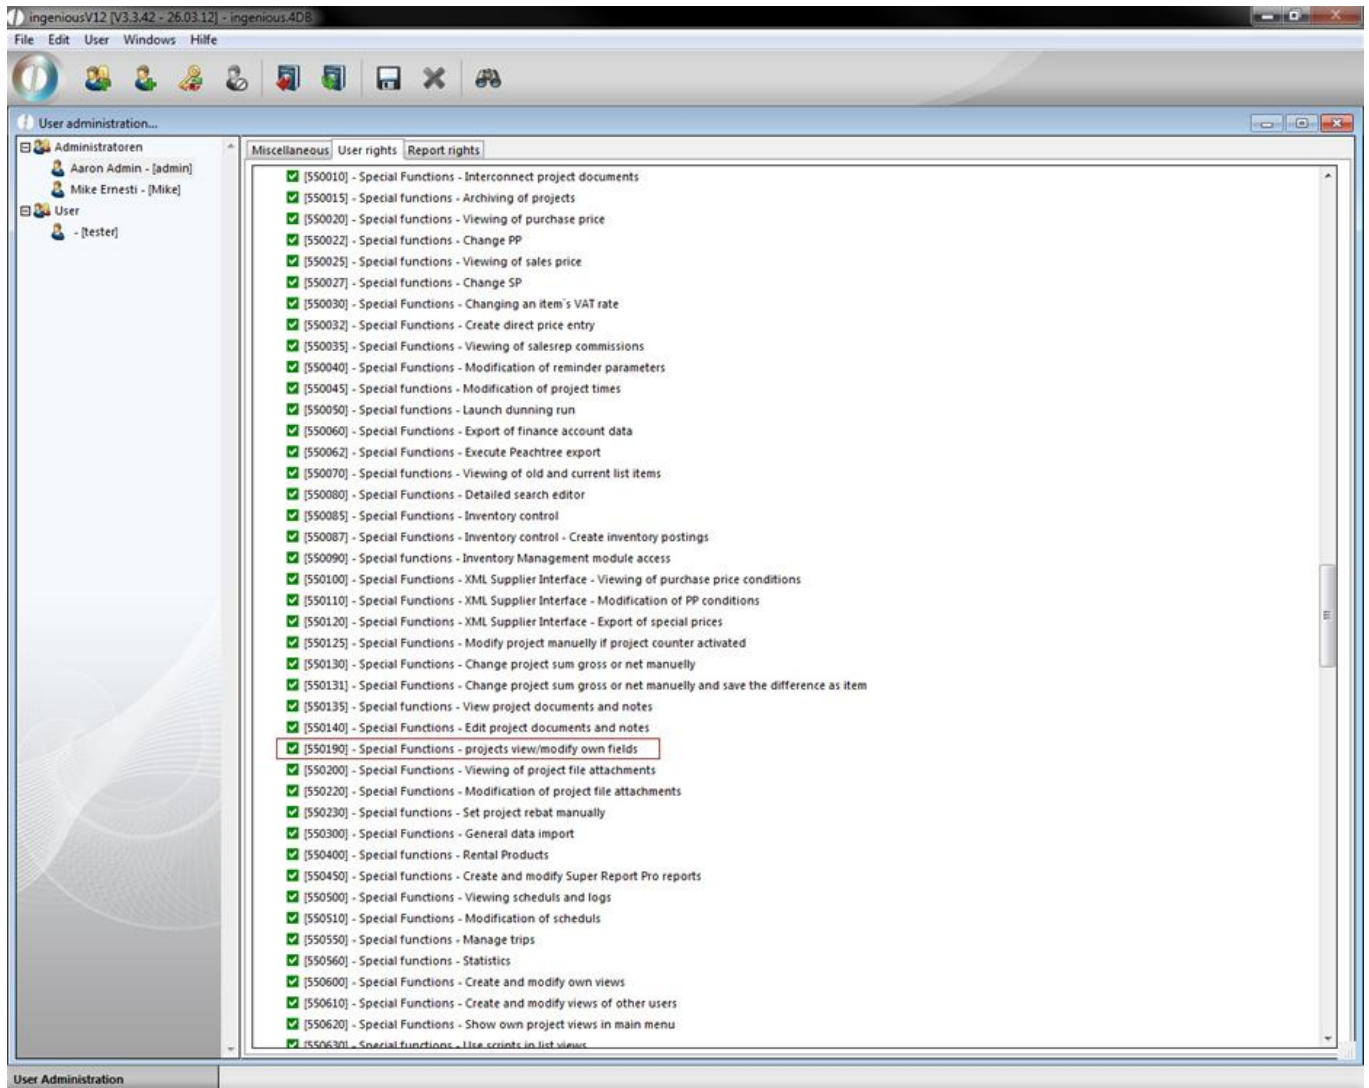 ingeniousV12 [V3.3.42 - 26.03.12] - ingenious.4DB
File Edit User Windows Hilfe
User administration...
Administratoren
Aaron Admin - [admin]
Mike Ernesti - [Mike]
User
- [tester]
Miscellaneous User rights Report rights
[550010] - Special Functions - Interconnect project documents
[550015] - Special functions - Archiving of projects
[550020] - Special functions - Viewing of purchase price
[550022] - Special functions - Change PP
[550025] - Special functions - Viewing of sales price
[550027] - Special functions - Change SP
[550030] - Special Functions - Changing an item´s VAT rate
[550032] - Special Functions - Create direct price entry
[550035] - Special Functions - Viewing of salesrep commissions
[550040] - Special Functions - Modification of reminder parameters
[550045] - Special functions - Modification of project times
[550050] - Special functions - Launch dunning run
[550060] - Special Functions - Export of finance account data
[550062] - Special Functions - Execute Peachtree export
[550070] - Special functions - Viewing of old and current list items
[550080] - Special Functions - Detailed search editor
[550085] - Special Functions - Inventory control
[550087] - Special Functions - Inventory control - Create inventory postings
[550090] - Special functions - Inventory Management module access
[550100] - Special Functions - XML Supplier Interface - Viewing of purchase price conditions
[550110] - Special Functions - XML Supplier Interface - Modification of PP conditions
[550120] - Special Functions - XML Supplier Interface - Export of special prices
[550125] - Special Functions - Modify project manuelly if project counter activated
[550130] - Special Functions - Change project sum gross or net manuelly
[550131] - Special Functions - Change project sum gross or net manuelly and save the difference as item
[550135] - Special functions - View project documents and notes
[550140] - Special Functions - Edit project documents and notes
[550190] - Special Functions - projects view/modify own fields
[550200] - Special Functions - Viewing of project file attachments
[550220] - Special Functions - Modification of project file attachments
[550230] - Special functions - Set project rebat manually
[550300] - Special Functions - General data import
[550400] - Special functions - Rental Products
[550450] - Special functions - Create and modify Super Report Pro reports
[550500] - Special functions - Viewing scheduls and logs
[550510] - Special Functions - Modification of scheduls
[550550] - Special functions - Manage trips
[550560] - Special functions - Statistics
[550600] - Special Functions - Create and modify own views
[550610] - Special Functions - Create and modify views of other users
[550620] - Special Functions - Show own project views in main menu
[550630] - Special functions - Use scripts in list views
User Administration